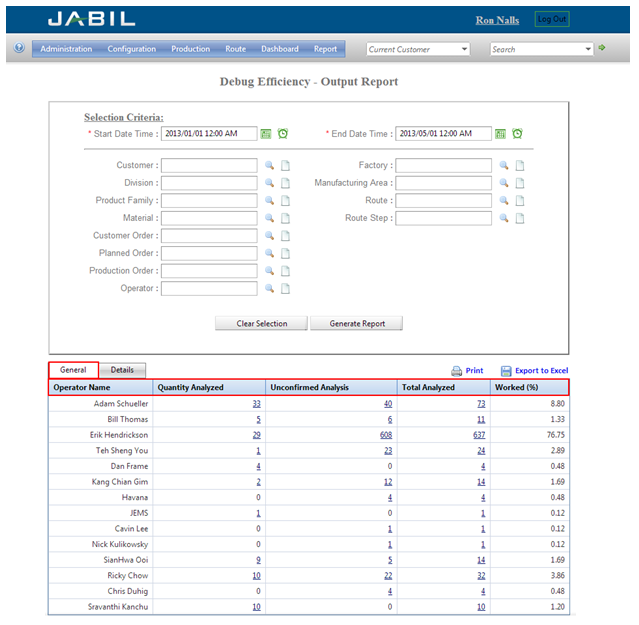 JABIL
Ron Nalls Log Out
Administration Configuration Production Route Dashboard Report Current Customer Search
Debug Efficiency - Output Report
Selection Criteria:
* Start Date Time : 2013/01/01 12:00 AM * End Date Time : 2013/05/01 12:00 AM
Customer : Factory :
Division : Manufacturing Area :
Product Family : Route :
Material : Route Step :
Customer Order :
Planned Order :
Production Order :
Operator :
Clear Selection Generate Report
General Details Print Export to Excel
Operator Name Quantity Analyzed Unconfirmed Analysis Total Analyzed Worked (%)
Adam Schueller 33 40 73 8.80
Bill Thomas 5 6 11 1.33
Erik Hendrickson 29 608 637 76.75
Teh Sheng You 1 23 24 2.89
Dan Frame 4 0 4 0.48
Kang Chian Gim 2 12 14 1.69
Havana 0 4 4 0.48
JEMS 1 0 1 0.12
Cavin Lee 0 1 1 0.12
Nick Kulikowsky 0 1 1 0.12
SianHwa Ooi 9 5 14 1.69
Ricky Chow 10 22 32 3.86
Chris Duhig 0 4 4 0.48
Sravanthi Kanchu 10 0 10 1.20